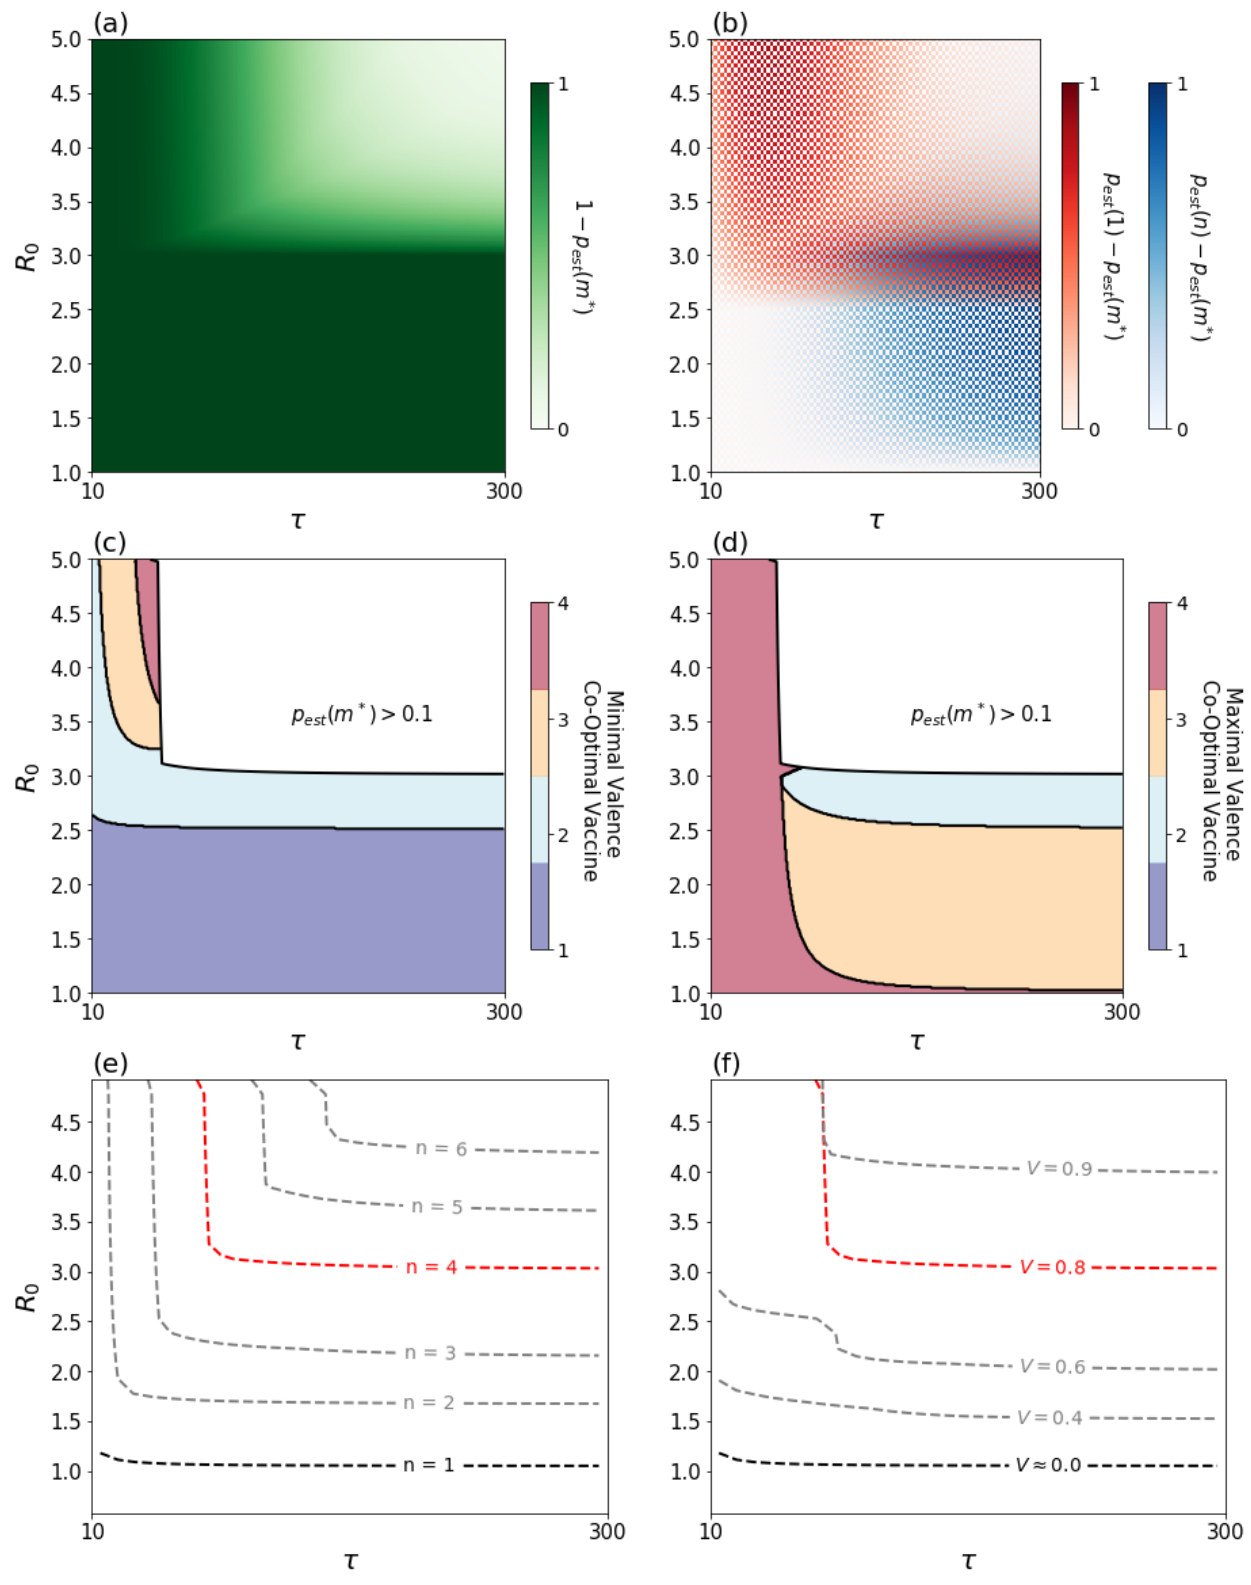 (a)
5.0
4.5
4.0
3.5
3.0
2.5
2.0
1.5
1.0
R₀
10
300
τ
1
0
1 − pₑₛₜ(m*)
(b)
5.0
4.5
4.0
3.5
3.0
2.5
2.0
1.5
1.0
10
300
τ
1
0
pₑₛₜ(1) − pₑₛₜ(m*)
1
0
pₑₛₜ(n) − pₑₛₜ(m*)
(c)
5.0
4.5
4.0
3.5
3.0
2.5
2.0
1.5
1.0
R₀
pₑₛₜ(m*) > 0.1
10
300
τ
4
3
2
1
Minimal Valence
Co-Optimal Vaccine
(d)
5.0
4.5
4.0
3.5
3.0
2.5
2.0
1.5
1.0
pₑₛₜ(m*) > 0.1
10
300
τ
4
3
2
1
Maximal Valence
Co-Optimal Vaccine
(e)
4.5
4.0
3.5
3.0
2.5
2.0
1.5
1.0
R₀
n = 6
n = 5
n = 4
n = 3
n = 2
n = 1
10
300
τ
(f)
4.5
4.0
3.5
3.0
2.5
2.0
1.5
1.0
V = 0.9
V = 0.8
V = 0.6
V = 0.4
V ≈ 0.0
10
300
τ